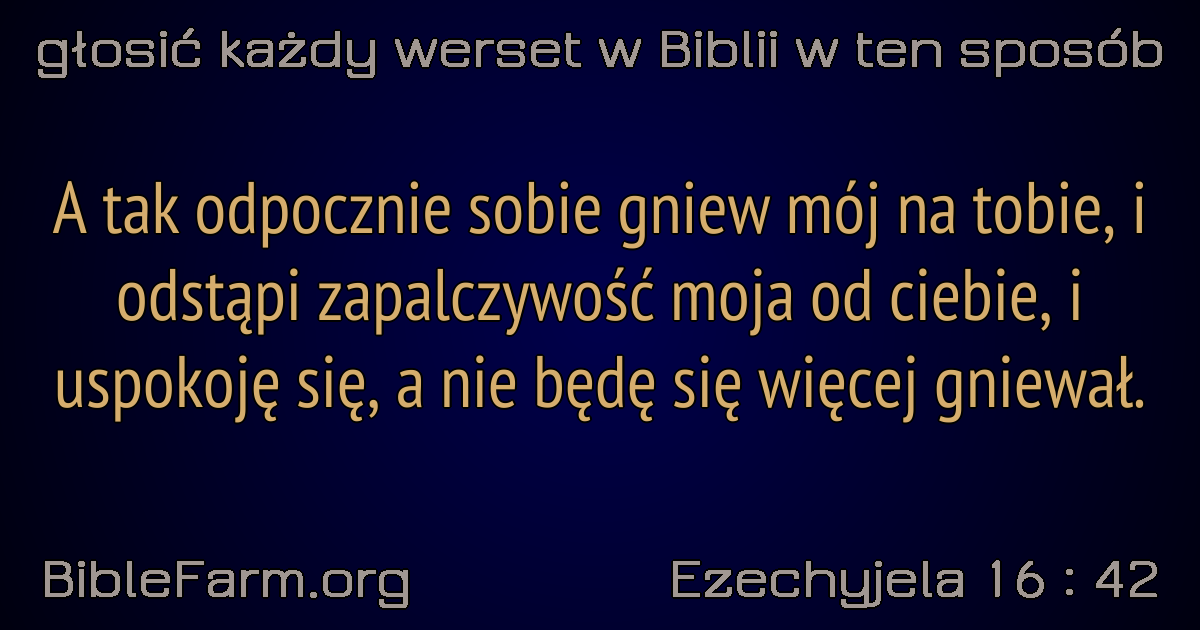 głosić każdy werset w Biblii w ten sposób
A tak odpocznie sobie gniew mój na tobie, i
odstąpi zapalczywość moja od ciebie, i
uspokoję się, a nie będę się więcej gniewał.
BibleFarm.org
Ezechyjela 16 : 42